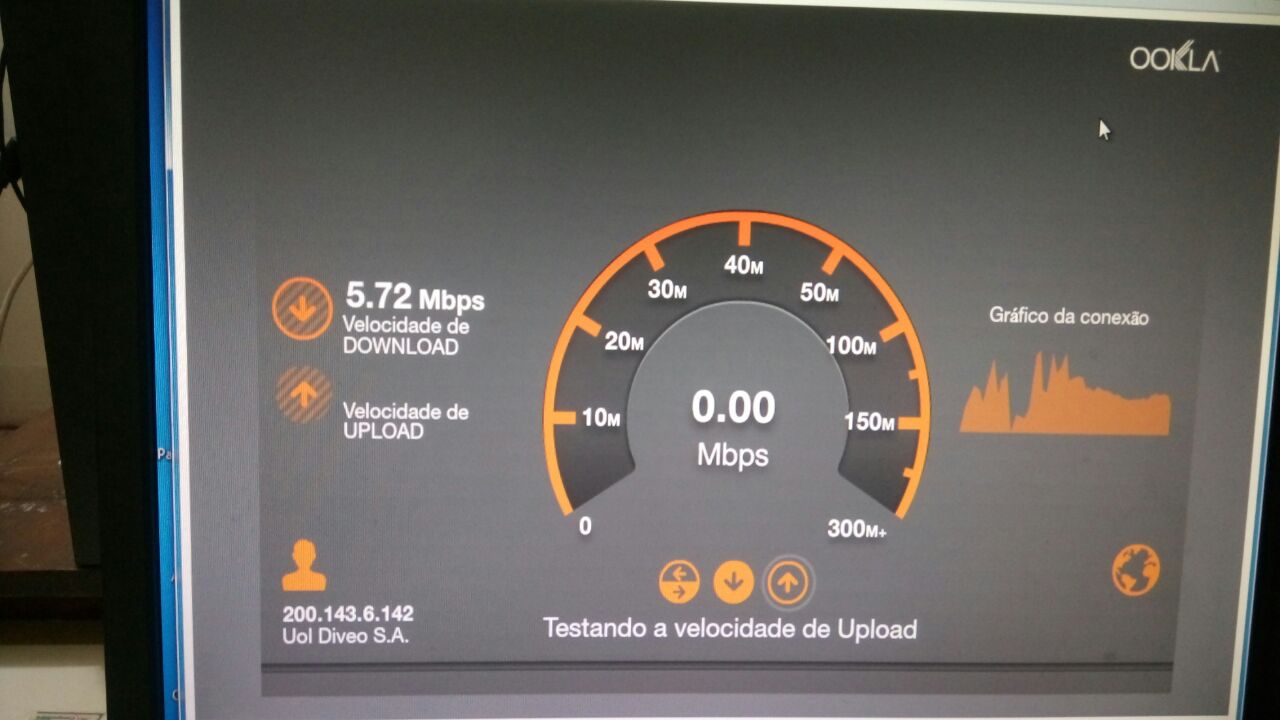 OOKLA
5.72 Mbps
Velocidade de
DOWNLOAD
Velocidade de
UPLOAD
0
10M
20M
30M
40M
50M
100M
150M
300M+
0.00
Mbps
Gráfico da conexão
200.143.6.142
Uol Diveo S.A.
Testando a velocidade de Upload
Pa